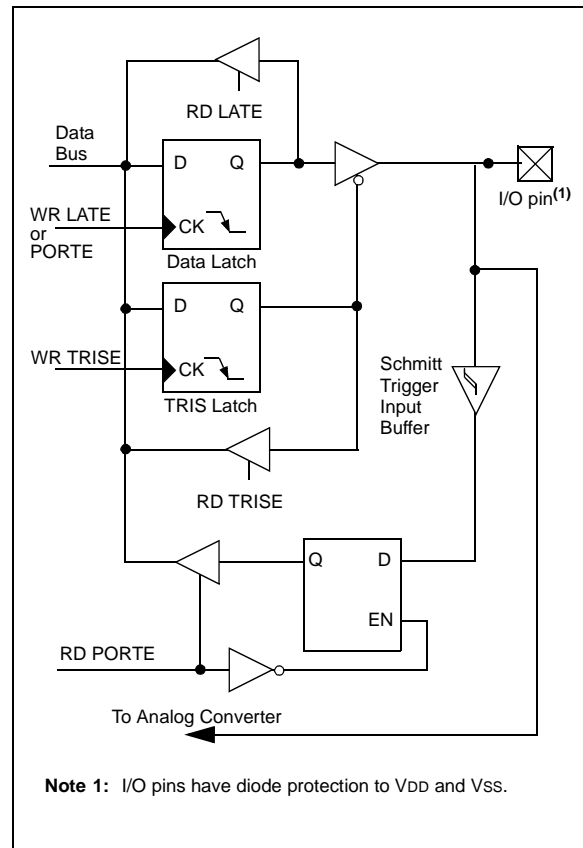 RD LATE
Data
Bus
D Q
I/O pin(1)
WR LATE
or
PORTE
CK
Data Latch
D Q
WR TRISE
CK
TRIS Latch
Schmitt
Trigger
Input
Buffer
RD TRISE
Q D
EN
RD PORTE
To Analog Converter
Note 1: I/O pins have diode protection to VDD and VSS.